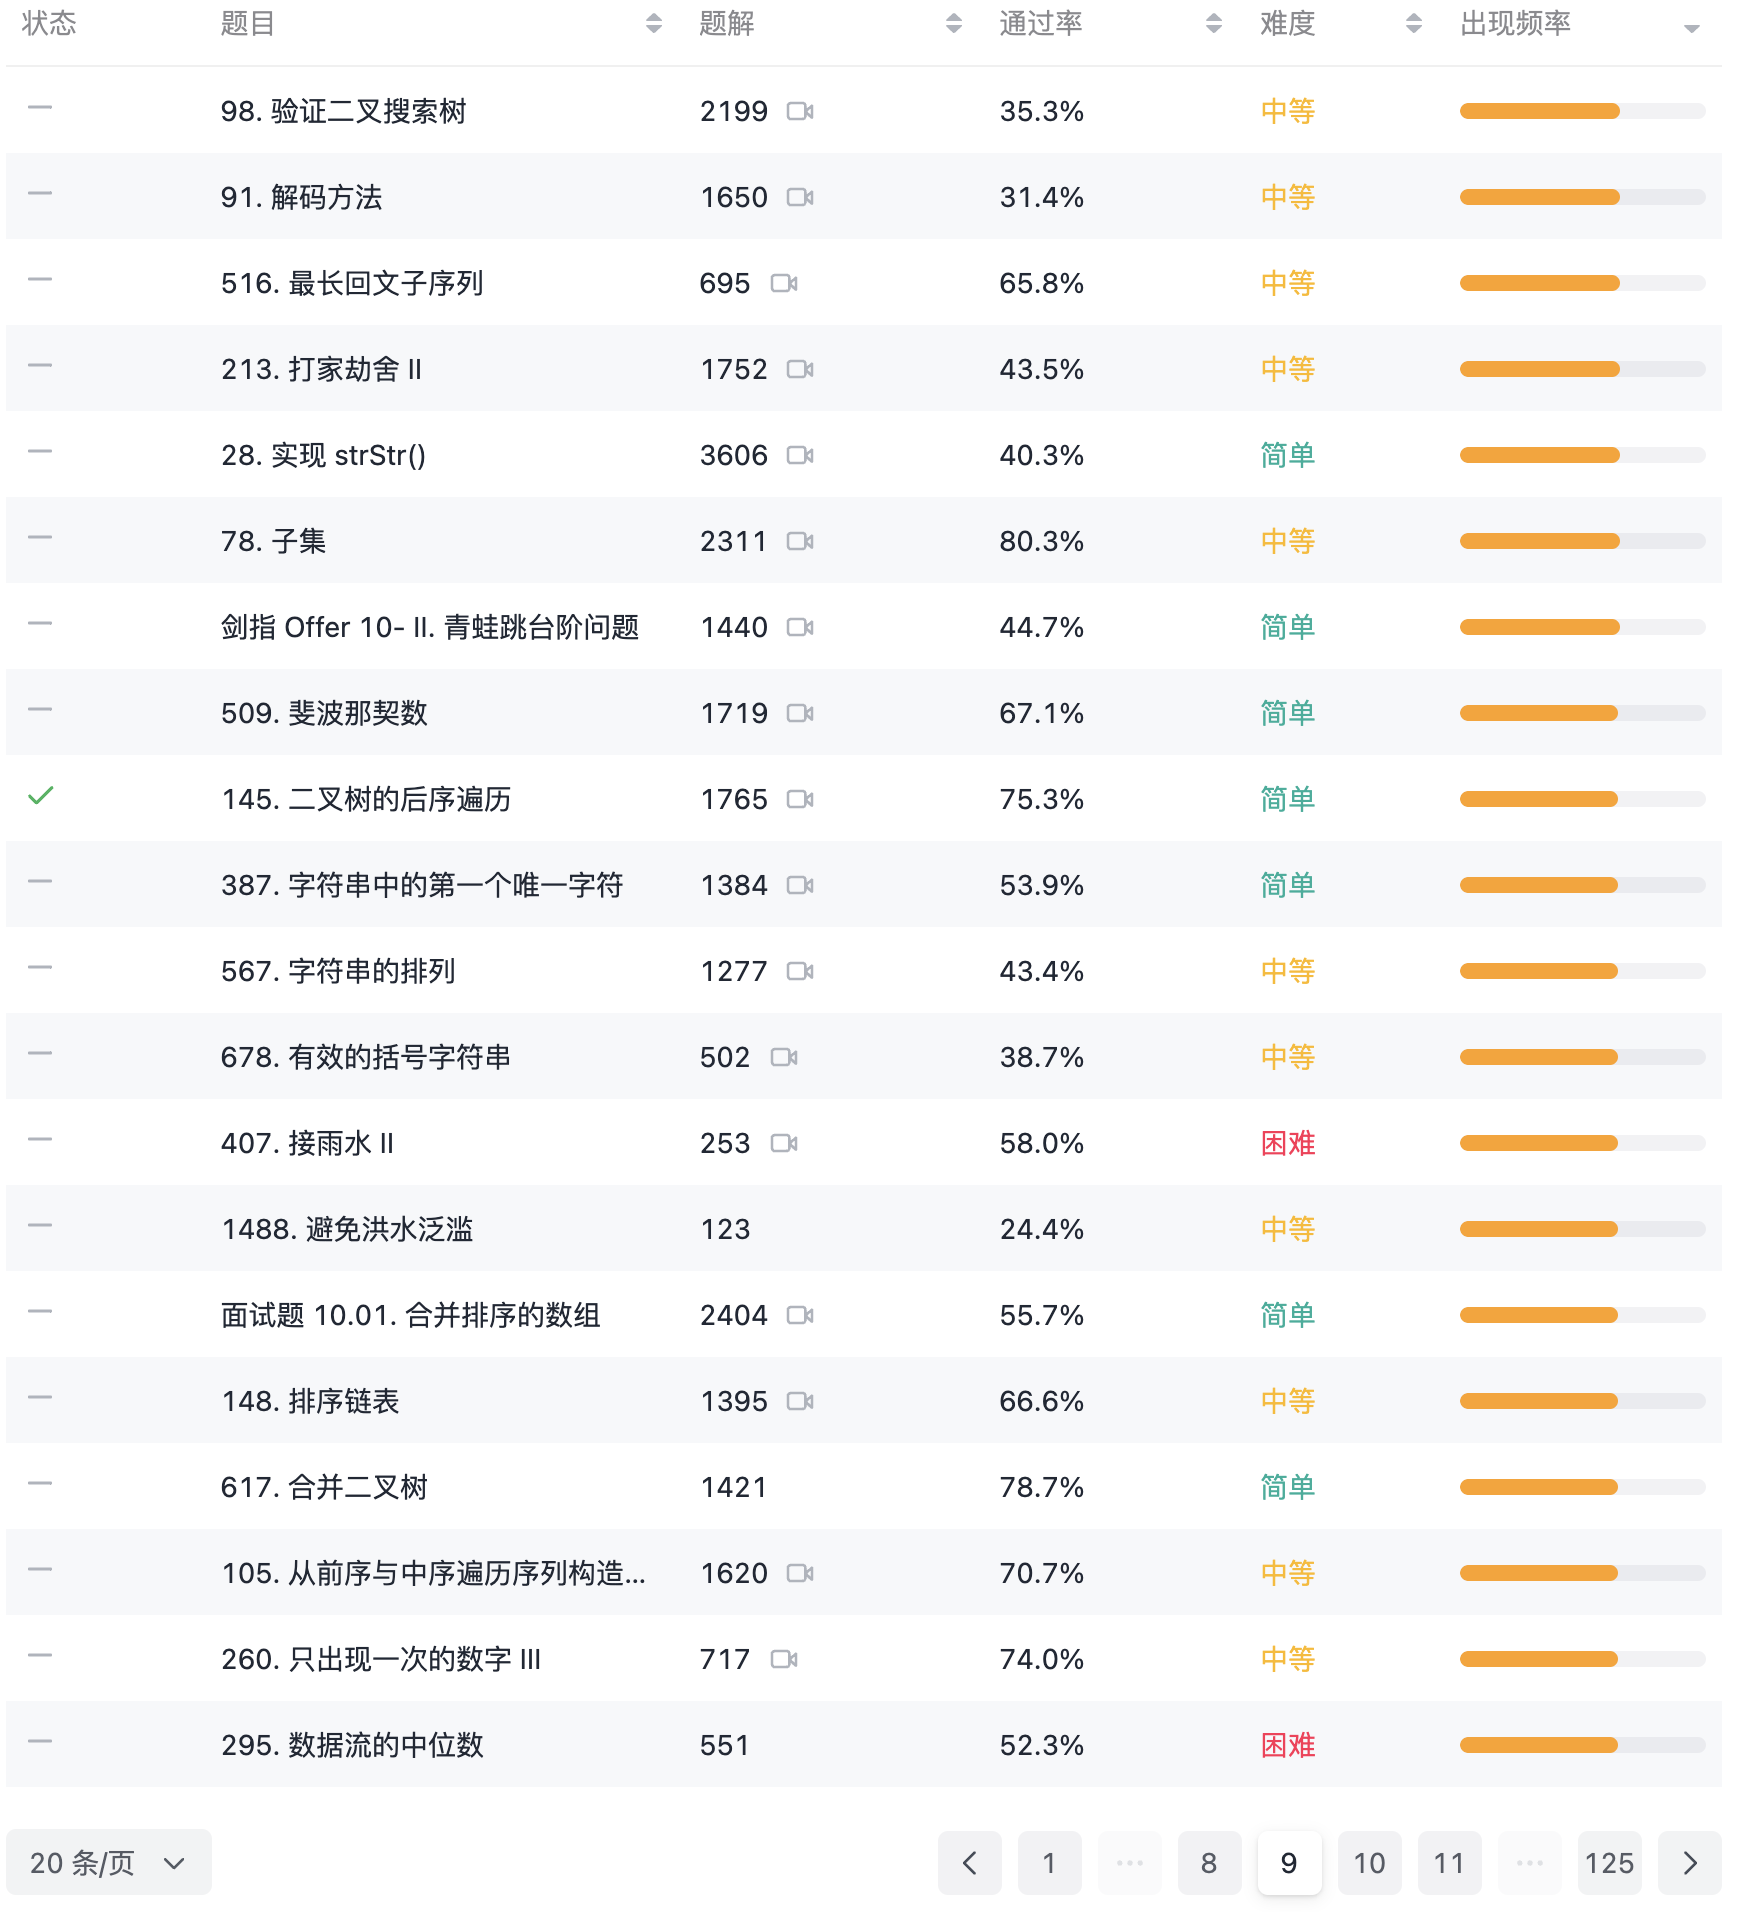 状态 题目 题解 通过率 难度 出现频率
98. 验证二叉搜索树 2199 35.3% 中等
91. 解码方法 1650 31.4% 中等
516. 最长回文子序列 695 65.8% 中等
213. 打家劫舍 II 1752 43.5% 中等
28. 实现 strStr() 3606 40.3% 简单
78. 子集 2311 80.3% 中等
剑指 Offer 10- II. 青蛙跳台阶问题 1440 44.7% 简单
509. 斐波那契数 1719 67.1% 简单
145. 二叉树的后序遍历 1765 75.3% 简单
387. 字符串中的第一个唯一字符 1384 53.9% 简单
567. 字符串的排列 1277 43.4% 中等
678. 有效的括号字符串 502 38.7% 中等
407. 接雨水 II 253 58.0% 困难
1488. 避免洪水泛滥 123 24.4% 中等
面试题 10.01. 合并排序的数组 2404 55.7% 简单
148. 排序链表 1395 66.6% 中等
617. 合并二叉树 1421 78.7% 简单
105. 从前序与中序遍历序列构造... 1620 70.7% 中等
260. 只出现一次的数字 III 717 74.0% 中等
295. 数据流的中位数 551 52.3% 困难
20 条/页 1 ... 8 9 10 11 ... 125